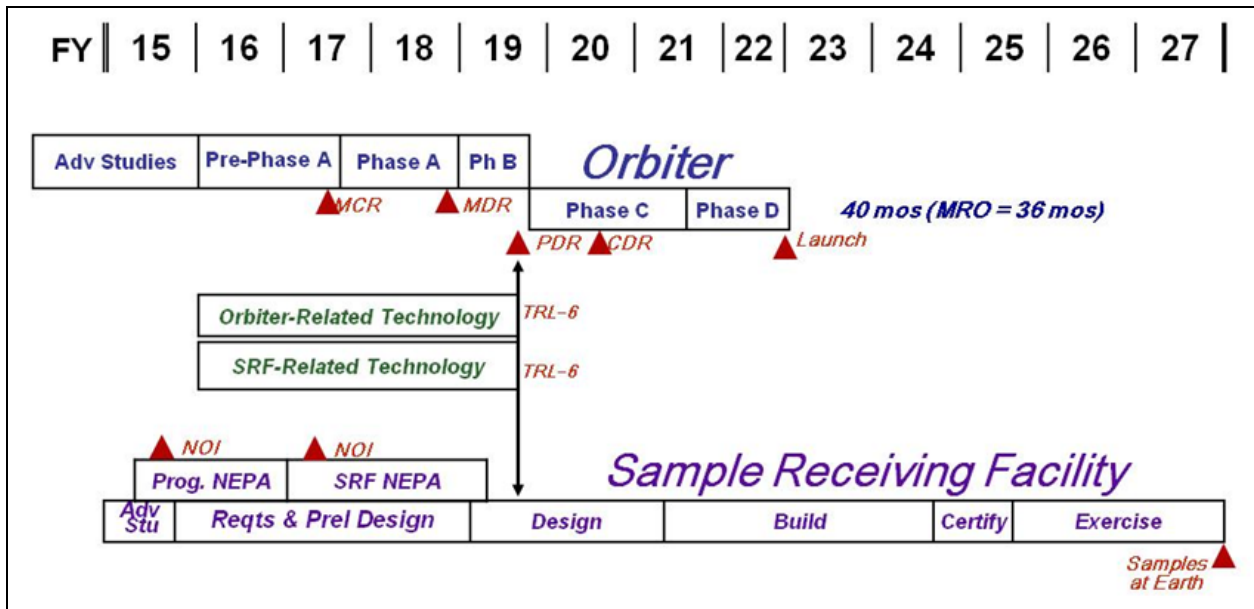 FY 15 16 17 18 19 20 21 22 23 24 25 26 27
Adv Studies Pre-Phase A Phase A Ph B Orbiter
MCR MDR Phase C Phase D 40 mos (MRO = 36 mos)
PDR CDR Launch
Orbiter-Related Technology TRL-6
SRF-Related Technology TRL-6
NOI NOI
Prog. NEPA SRF NEPA Sample Receiving Facility
Adv
Stu Reqts & Prel Design Design Build Certify Exercise
Samples
at Earth